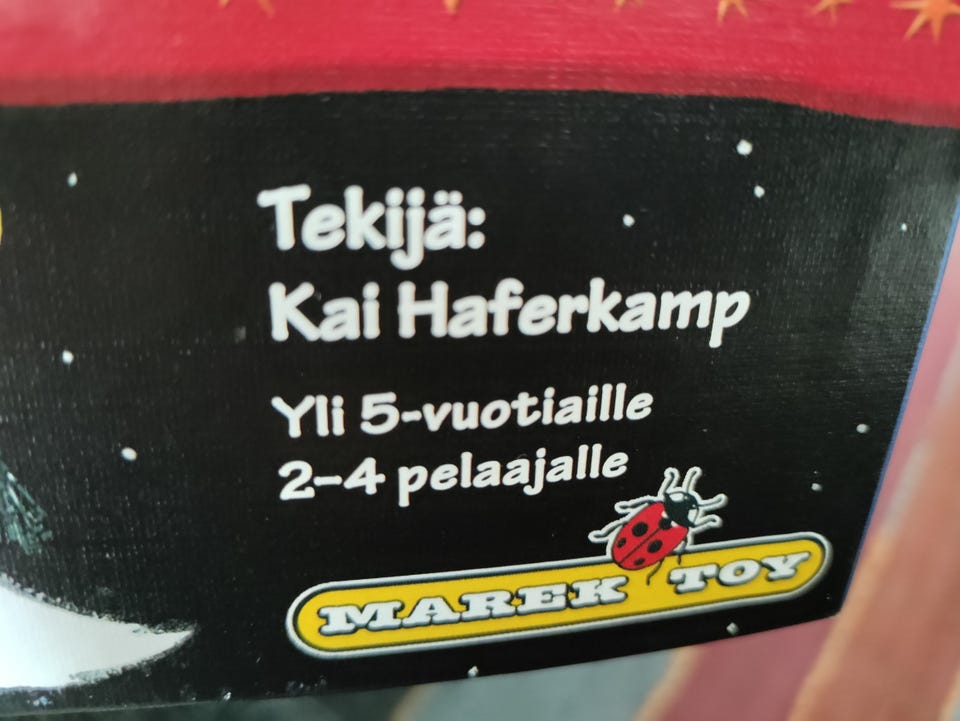 Tekijä:
Kai Haferkamp
Yli 5-vuotiaille
2–4 pelaajalle
MAREK TOY